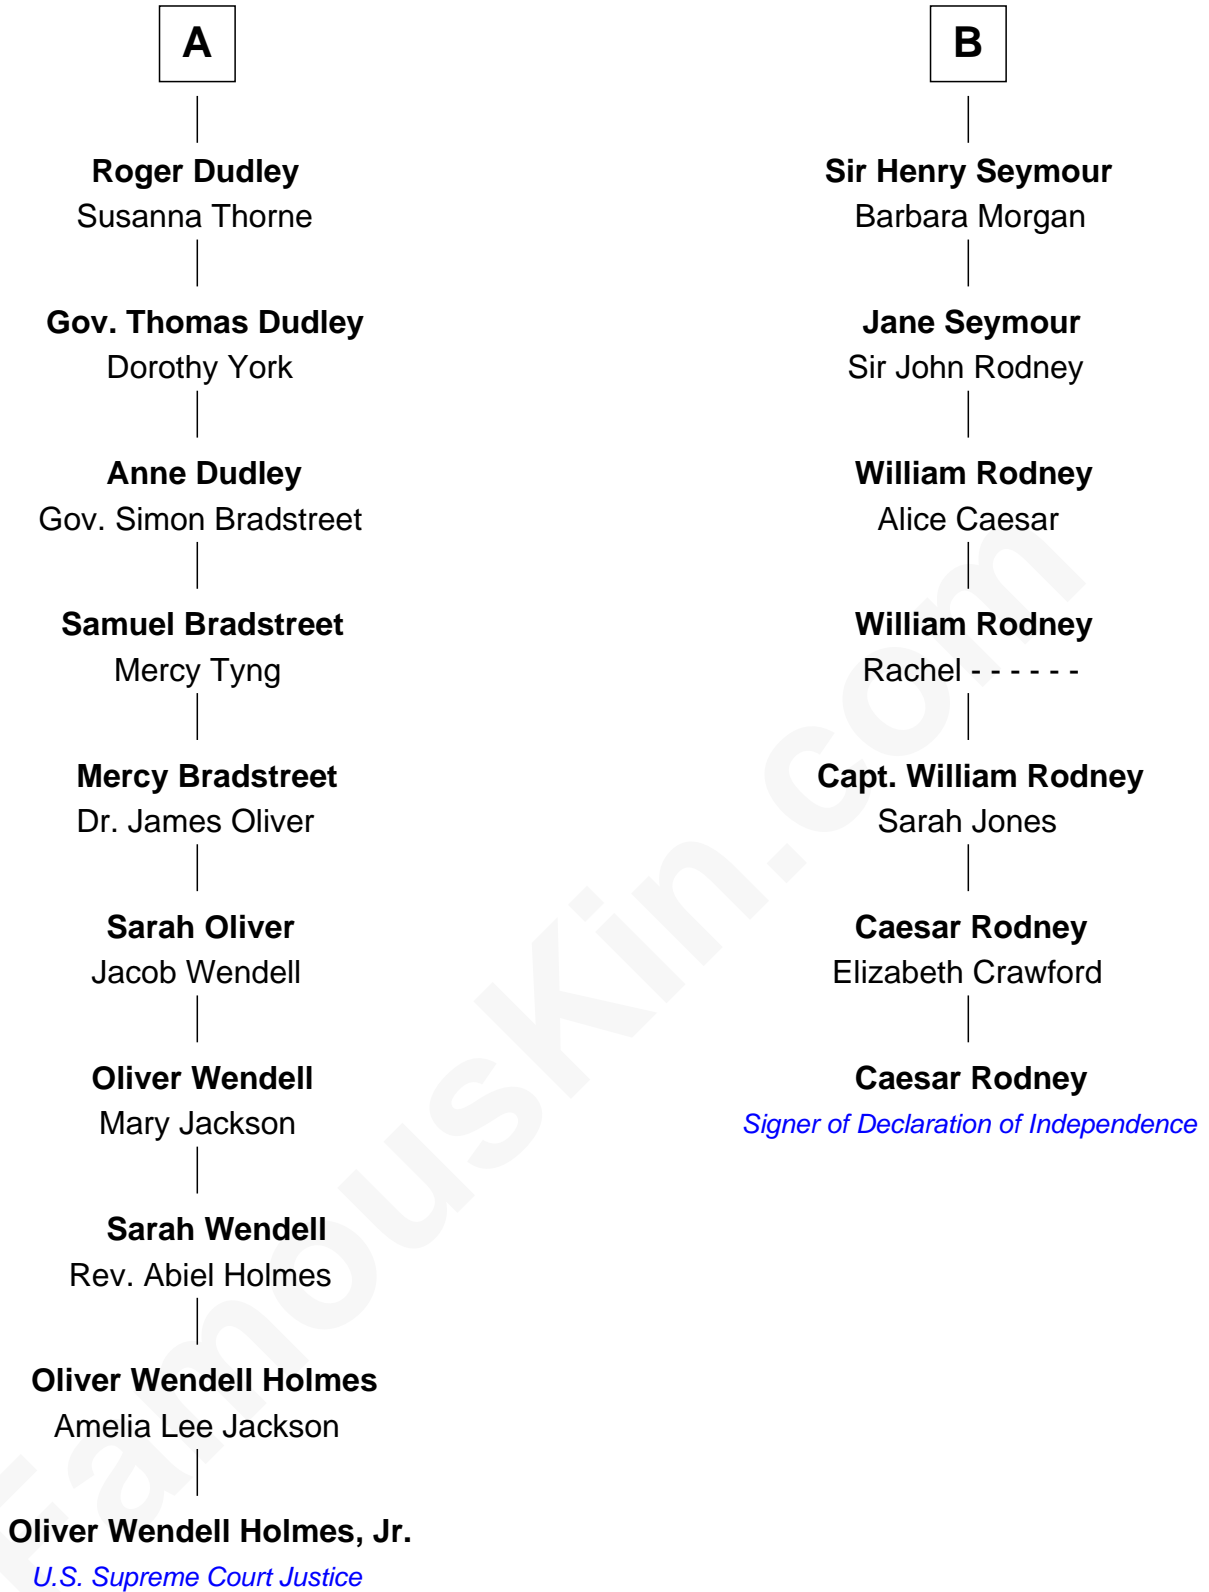 A
Roger Dudley
Susanna Thorne
Gov. Thomas Dudley
Dorothy York
Anne Dudley
Gov. Simon Bradstreet
Samuel Bradstreet
Mercy Tyng
Mercy Bradstreet
Dr. James Oliver
Sarah Oliver
Jacob Wendell
Oliver Wendell
Mary Jackson
Sarah Wendell
Rev. Abiel Holmes
Oliver Wendell Holmes
Amelia Lee Jackson
Oliver Wendell Holmes, Jr.
U.S. Supreme Court Justice
B
Sir Henry Seymour
Barbara Morgan
Jane Seymour
Sir John Rodney
William Rodney
Alice Caesar
William Rodney
Rachel - - - - - -
Capt. William Rodney
Sarah Jones
Caesar Rodney
Elizabeth Crawford
Caesar Rodney
Signer of Declaration of Independence
FamousKin.com